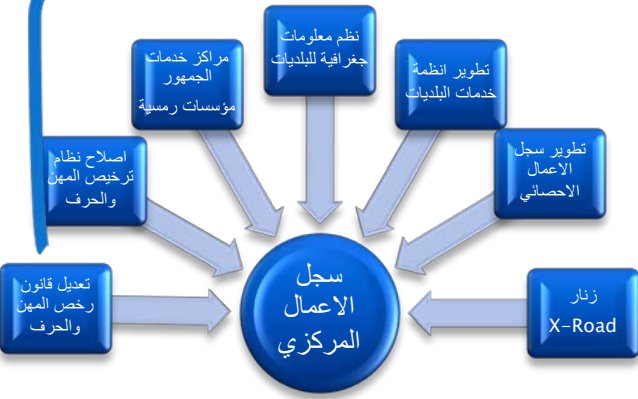 نظم معلومات
جغرافية للبلديات
مراكز خدمات
الجمهور
مؤسسات رمسية
تطوير انظمة
خدمات البلديات
اصلاح نظام
ترخيص المهن
والحرف
تطوير سجل
الاعمال
الاحصائي
تعديل قانون
رخص المهن
والحرف
سجل
الاعمال
المركزي
زنار
X-Road